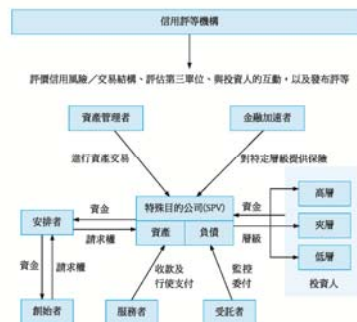 信用評等機構
評價信用風險／交易結構、評估第三單位、與投資人的互動，以及發布評等
資產管理者
金融加速者
進行資產交易
對特定層級提供保險
特殊目的公司(SPV)
資產
負債
資金
請求權
安排者
資金
請求權
創始者
收款及
行使支付
服務者
監控
委付
受託者
資金
層級
高層
夾層
低層
投資人